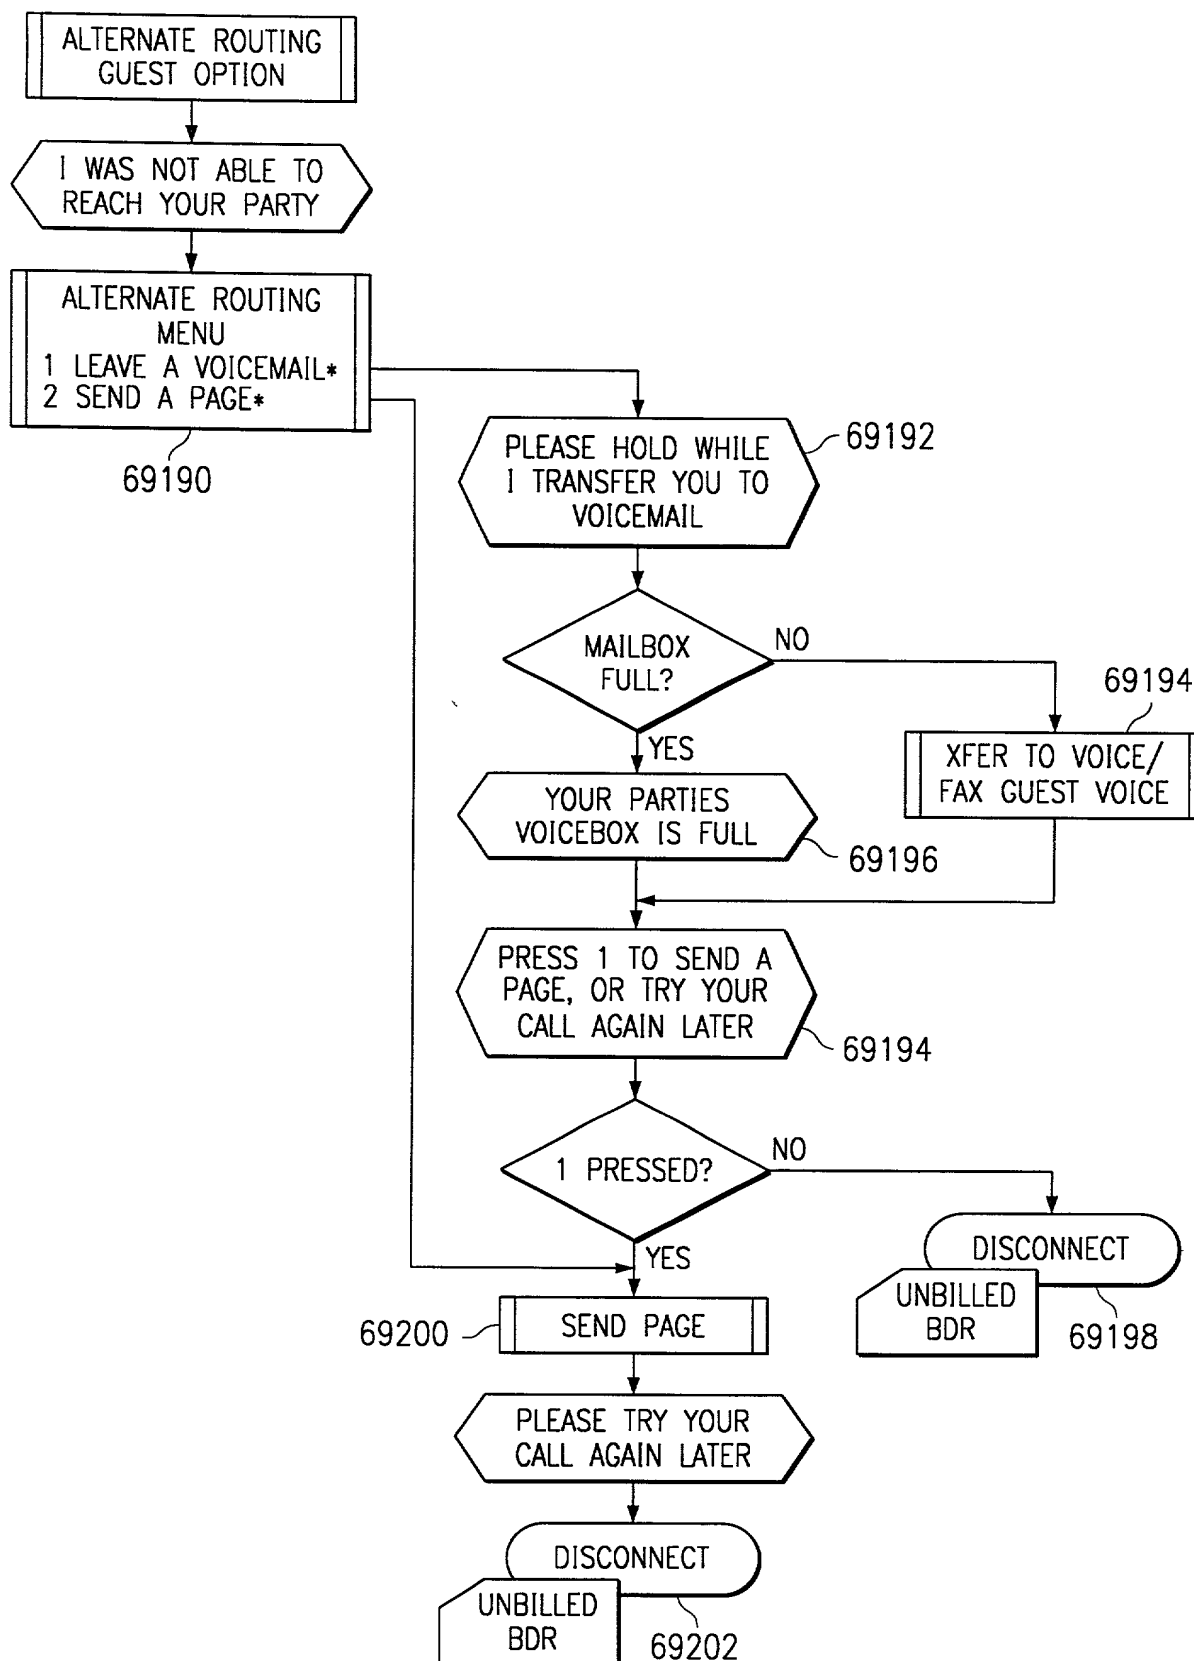 ALTERNATE ROUTING
GUEST OPTION
I WAS NOT ABLE TO
REACH YOUR PARTY
ALTERNATE ROUTING
MENU
1 LEAVE A VOICEMAIL*
2 SEND A PAGE*
69190
PLEASE HOLD WHILE
I TRANSFER YOU TO
VOICEMAIL
69192
MAILBOX
FULL?
NO
YES
69194
XFER TO VOICE/
FAX GUEST VOICE
YOUR PARTIES
VOICEBOX IS FULL
69196
PRESS 1 TO SEND A
PAGE, OR TRY YOUR
CALL AGAIN LATER
69194
1 PRESSED?
NO
YES
DISCONNECT
UNBILLED
BDR
69198
69200
SEND PAGE
PLEASE TRY YOUR
CALL AGAIN LATER
DISCONNECT
UNBILLED
BDR
69202